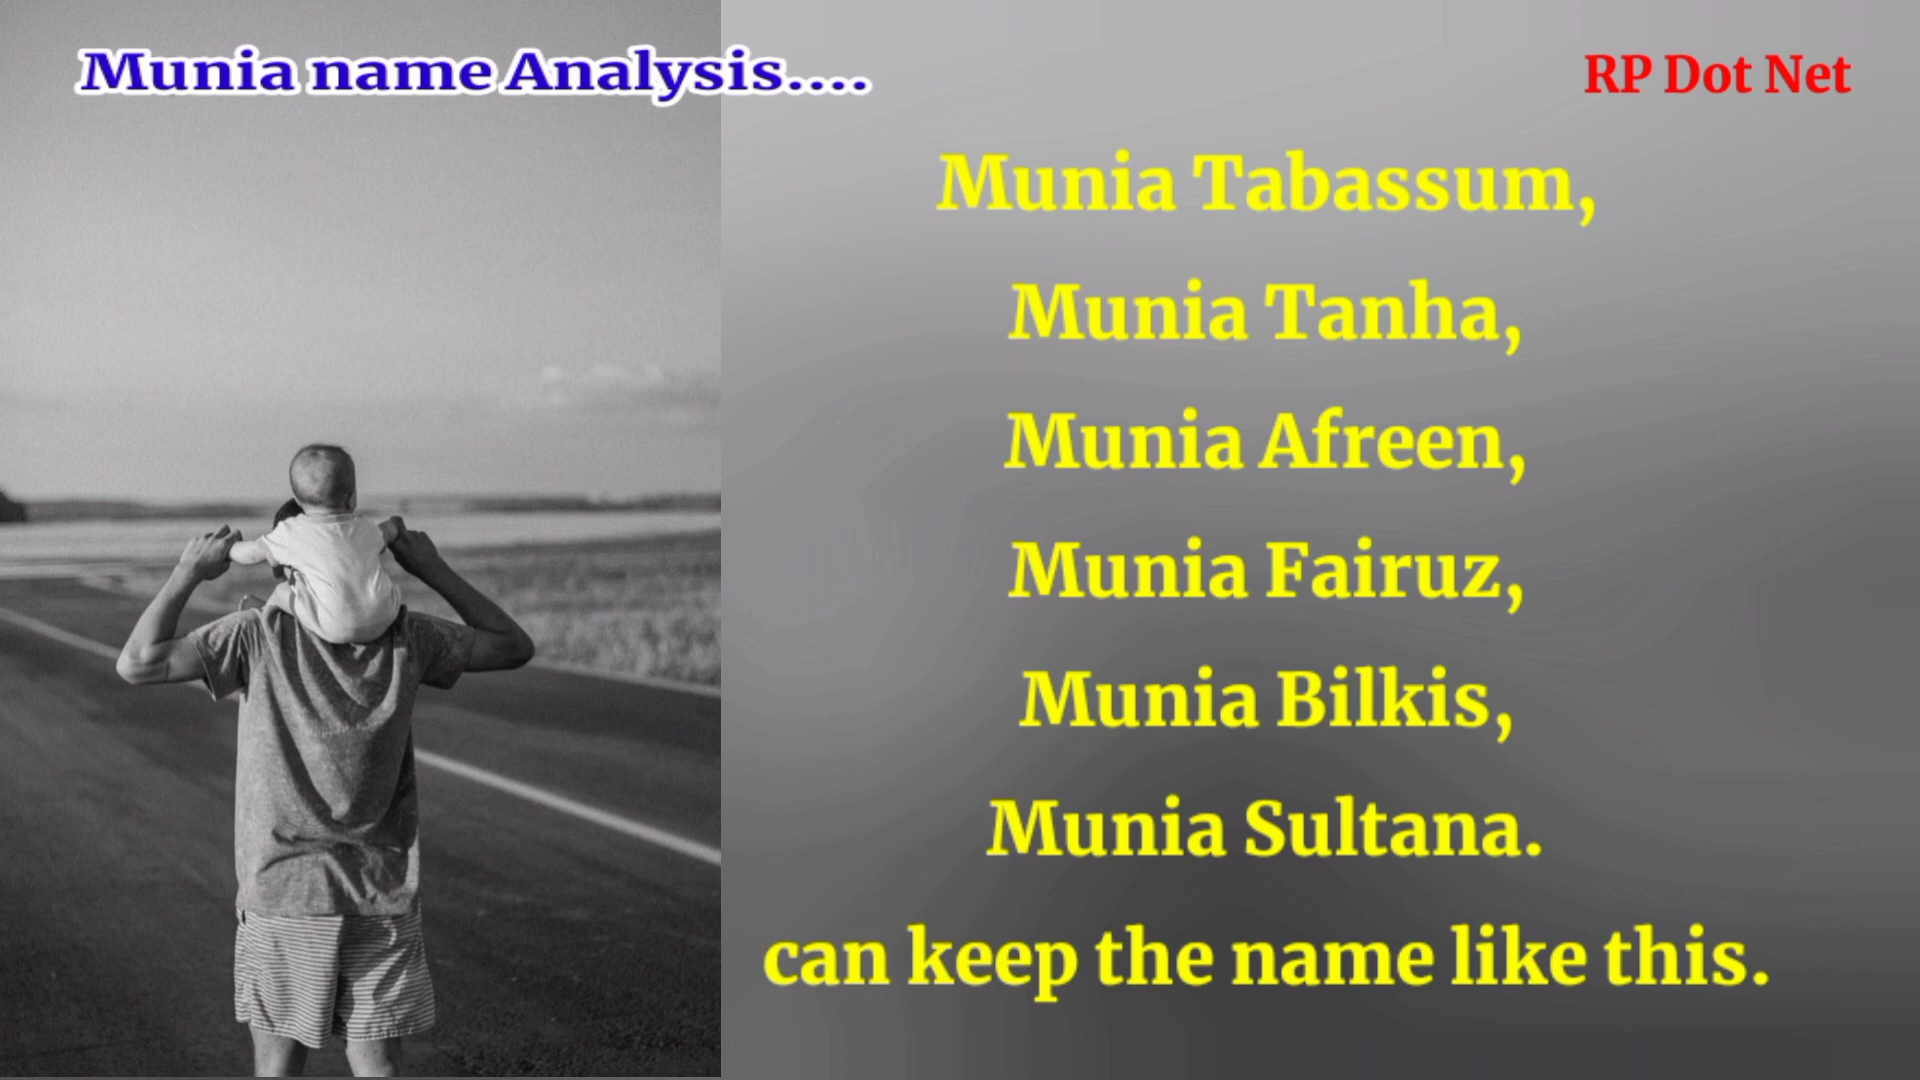 Munia name Analysis....
RP Dot Net
Munia Tabassum,
Munia Tanha,
Munia Afreen,
Munia Fairuz,
Munia Bilkis,
Munia Sultana.
can keep the name like this.